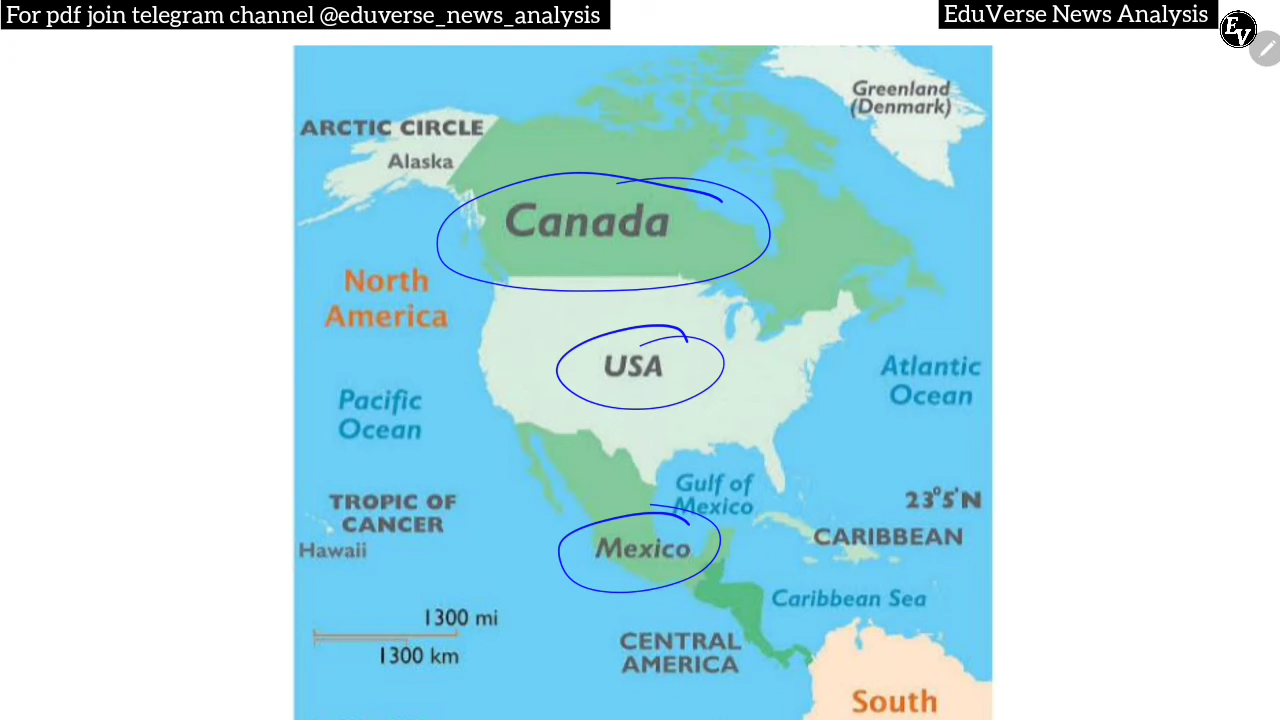 For pdf join telegram channel @eduverse_news_analysis
EduVerse News Analysis
EV
Greenland
(Denmark)
ARCTIC CIRCLE
Alaska
Canada
North
America
USA
Atlantic
Ocean
Pacific
Ocean
Gulf of
Mexico
TROPIC OF
CANCER
23°5'N
Hawaii
Mexico
CARIBBEAN
Caribbean Sea
1300 mi
1300 km
CENTRAL
AMERICA
South